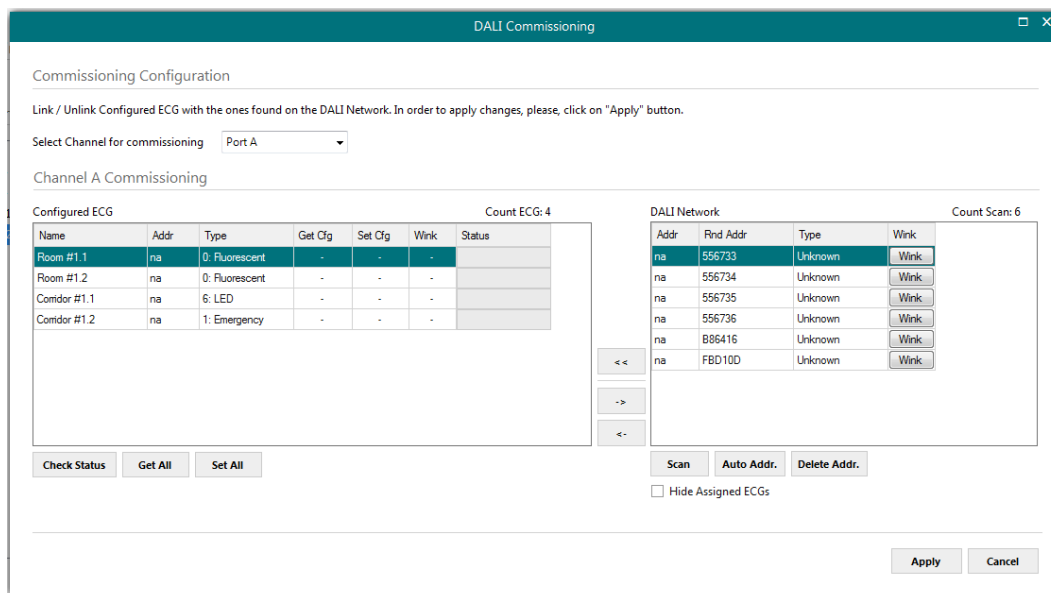 DALI Commissioning
Commissioning Configuration
Link / Unlink Configured ECG with the ones found on the DALI Network. In order to apply changes, please, click on "Apply" button.
Select Channel for commissioning Port A
Channel A Commissioning
Configured ECG Count ECG: 4 DALI Network Count Scan: 6
Name Addr Type Get Cfg Set Cfg Wink Status Addr Rnd Addr Type Wink
Room #1.1 na 0: Fluorescent - - - na 556733 Unknown Wink
Room #1.2 na 0: Fluorescent - - - na 556734 Unknown Wink
Corridor #1.1 na 6: LED - - - na 556735 Unknown Wink
Corridor #1.2 na 1: Emergency - - - na 556736 Unknown Wink
<< na B86416 Unknown Wink
na FBD10D Unknown Wink
->
<-
Check Status Get All Set All Scan Auto Addr. Delete Addr.
Hide Assigned ECGs
Apply Cancel